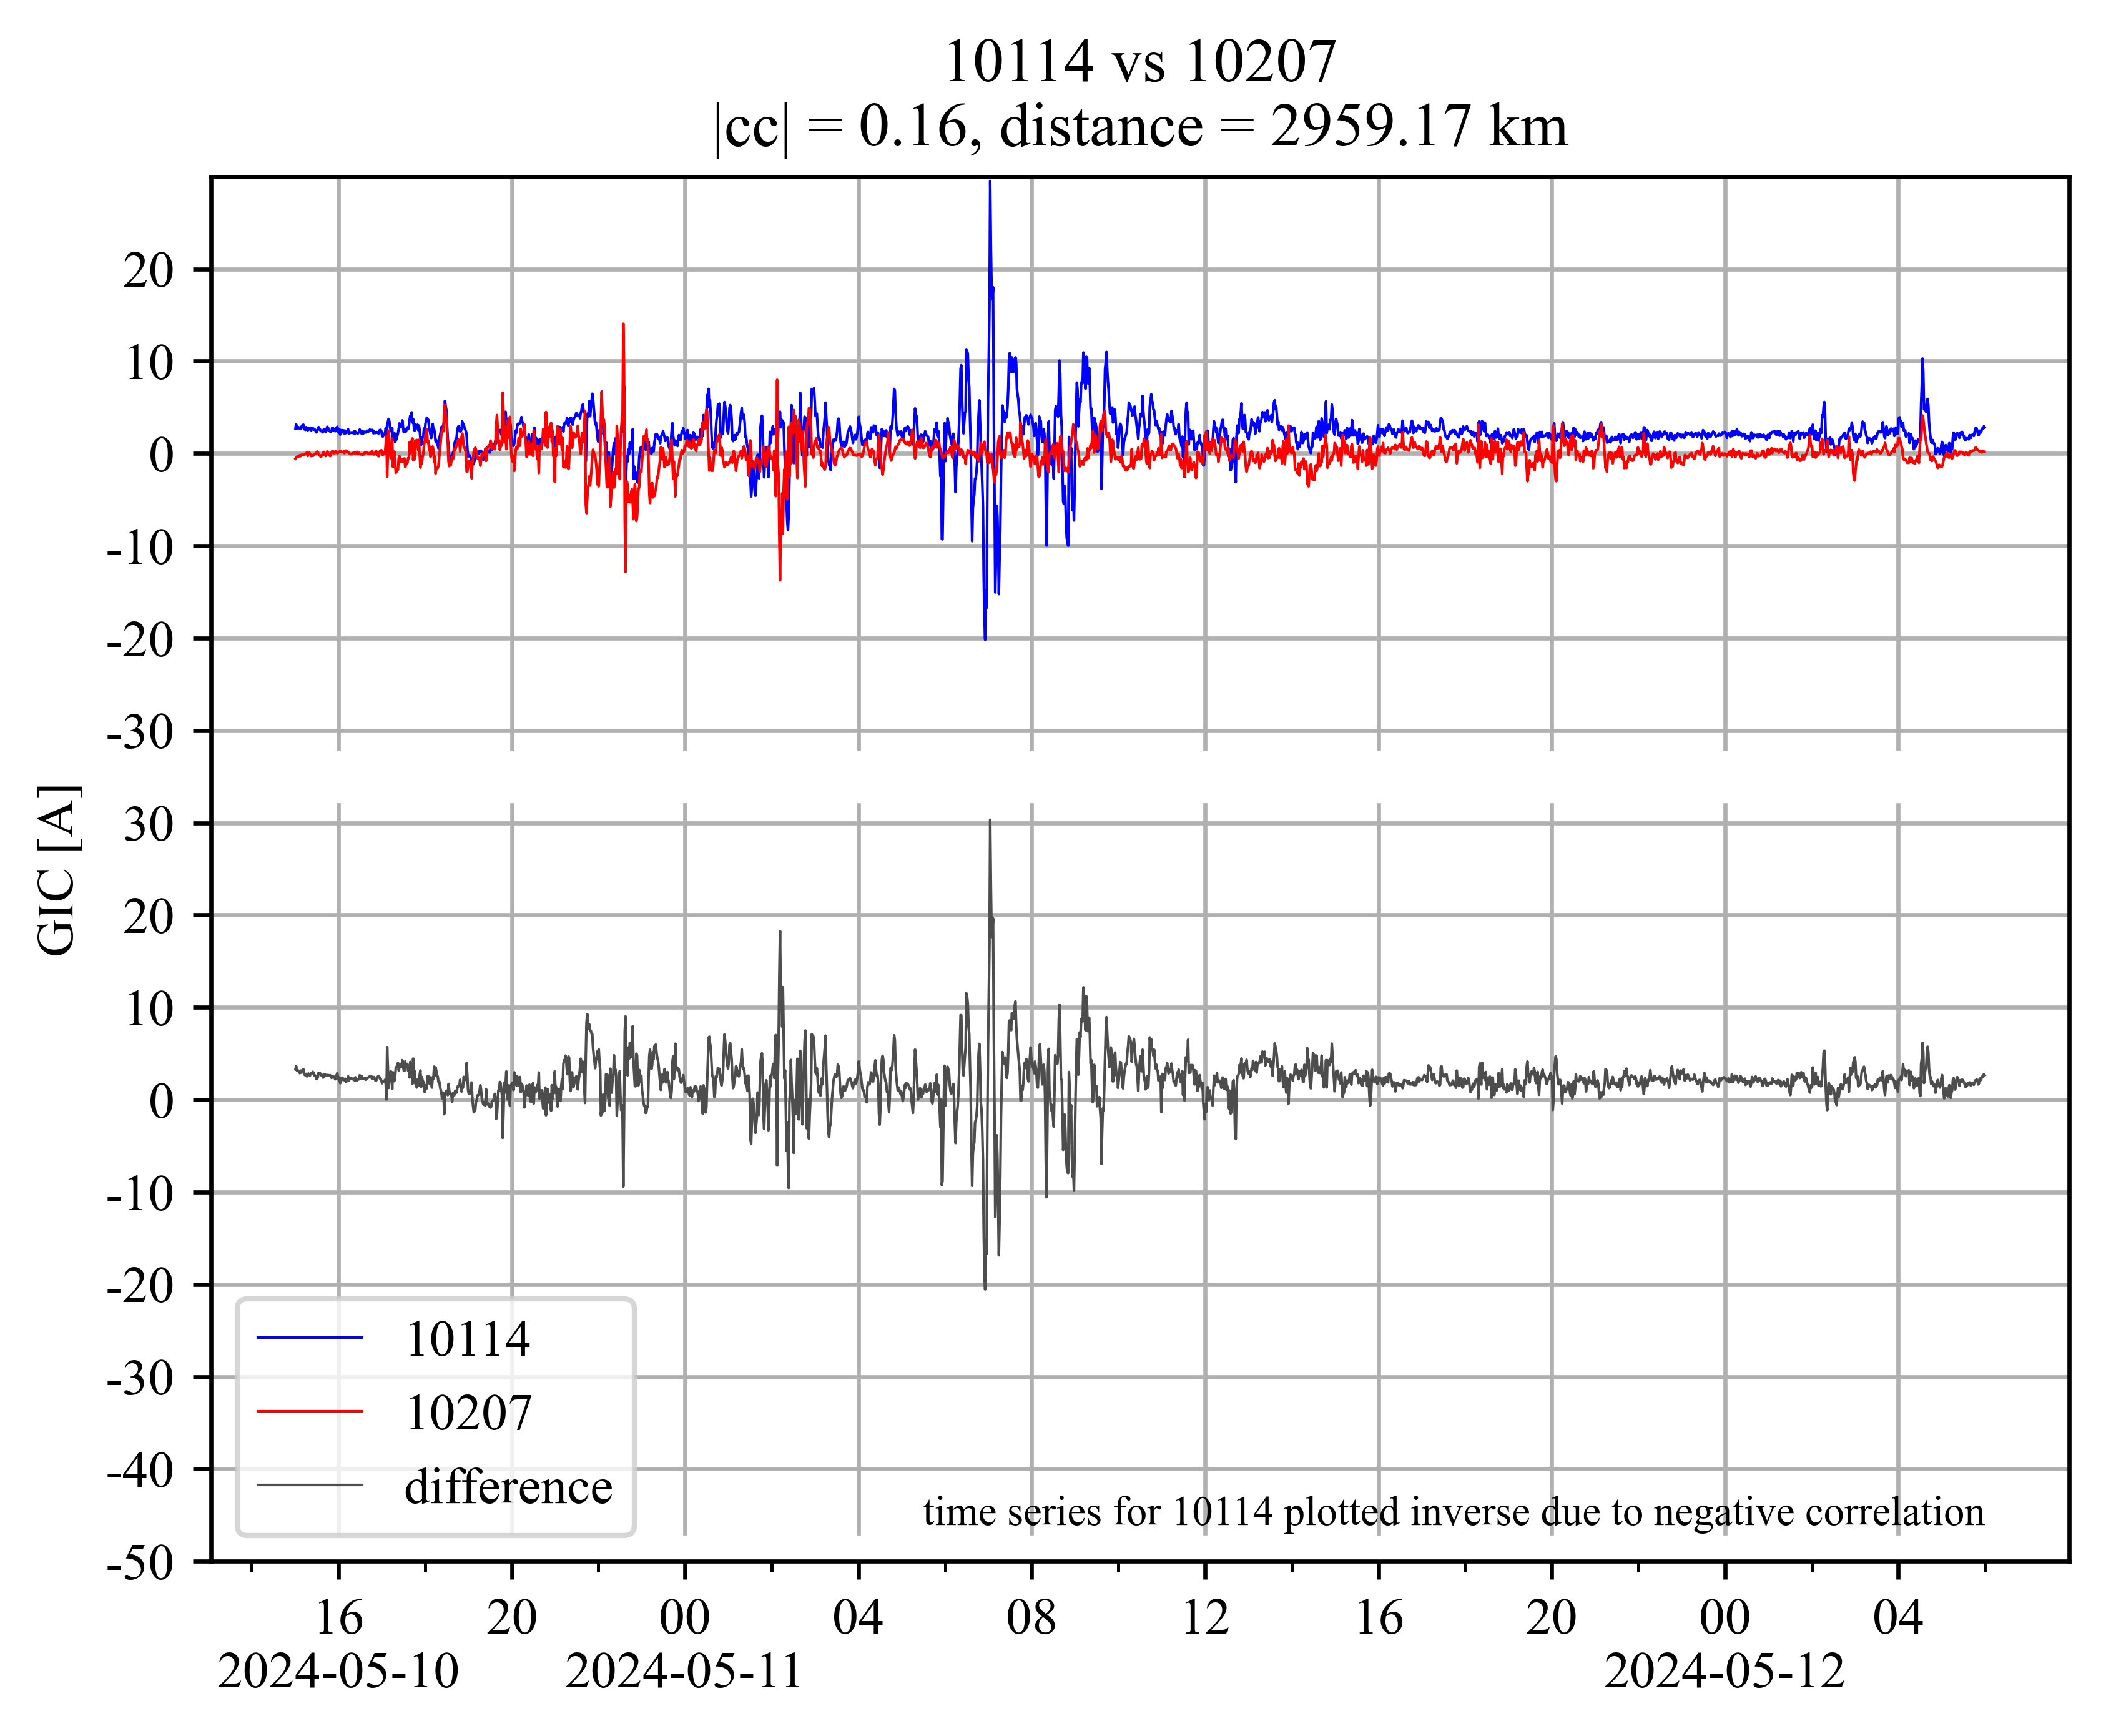 10114 vs 10207
|cc| = 0.16, distance = 2959.17 km
20
10
0
-10
-20
-30
30
20
10
0
-10
-20
-30
-40
-50
GIC [A]
10114
10207
difference
time series for 10114 plotted inverse due to negative correlation
16 20 00 04 08 12 16 20 00 04
2024-05-10 2024-05-11 2024-05-12